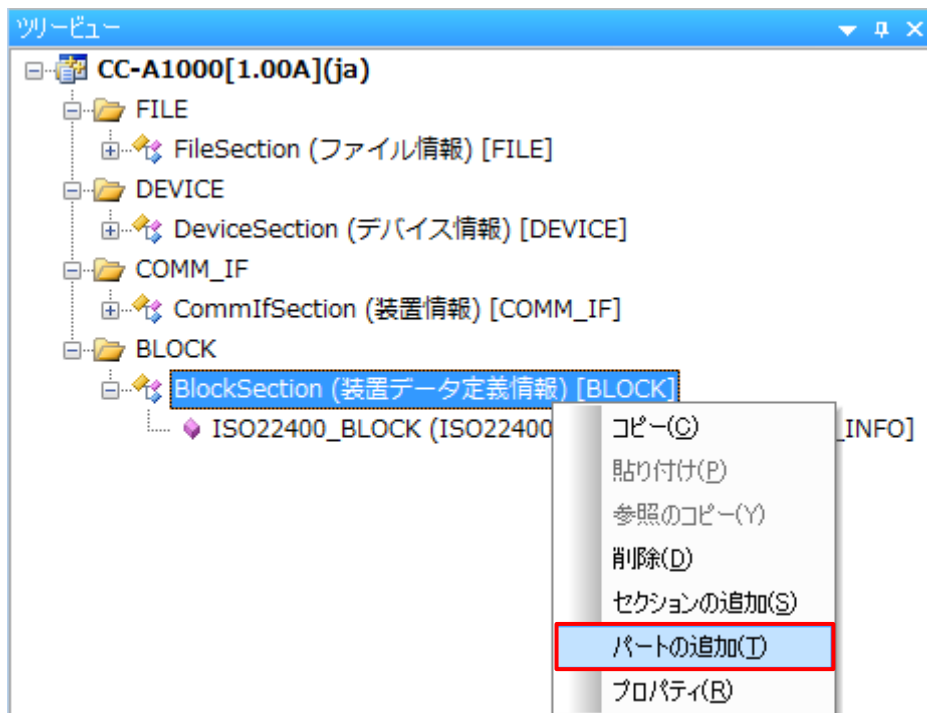 ツリービュー
CC-A1000[1.00A](ja)
FILE
FileSection (ファイル情報) [FILE]
DEVICE
DeviceSection (デバイス情報) [DEVICE]
COMM_IF
CommIfSection (装置情報) [COMM_IF]
BLOCK
BlockSection (装置データ定義情報) [BLOCK]
ISO22400_BLOCK (ISO22400 _INFO]
コピー(C)
貼り付け(P)
参照のコピー(Y)
削除(D)
セクションの追加(S)
パートの追加(T)
プロパティ(R)